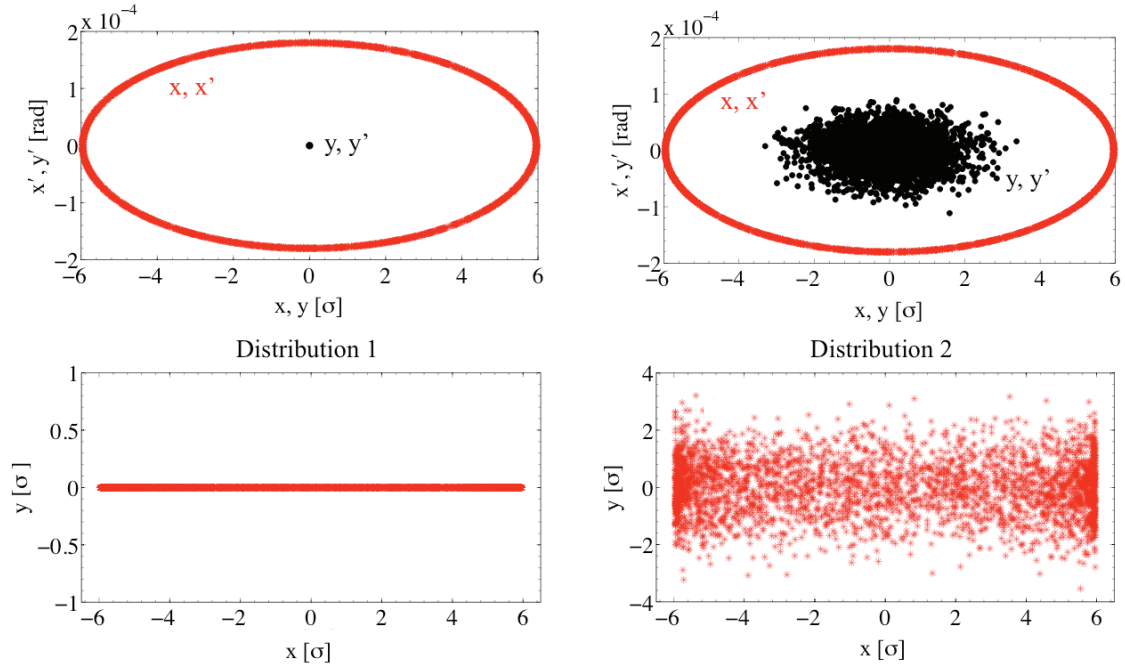 x 10⁻⁴
2
1
0
−1
−2
x′, y′ [rad]
x, x’
y, y’
−6 −4 −2 0 2 4 6
x, y [σ]
x 10⁻⁴
2
1
0
−1
−2
x′, y′ [rad]
x, x’
y, y’
−6 −4 −2 0 2 4 6
x, y [σ]
Distribution 1
1
0.5
0
−0.5
−1
y [σ]
−6 −4 −2 0 2 4 6
x [σ]
Distribution 2
4
2
0
−2
−4
y [σ]
−6 −4 −2 0 2 4 6
x [σ]